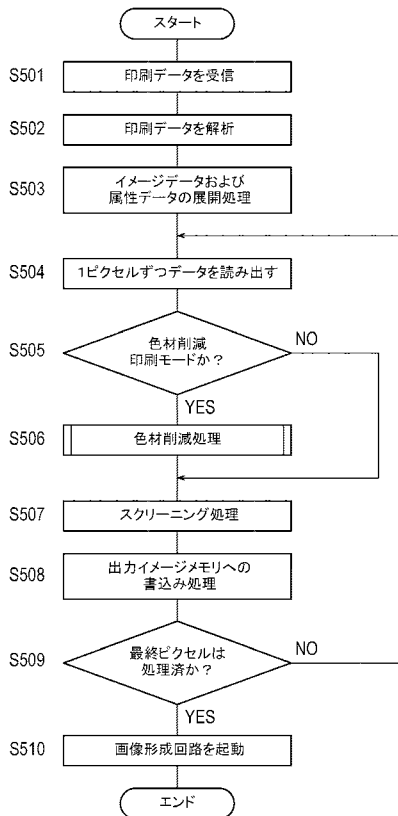 スタート
S501
印刷データを受信
S502
印刷データを解析
S503
イメージデータおよび
属性データの展開処理
S504
1ピクセルずつデータを読み出す
S505
色材削減
印刷モードか？
NO
YES
S506
色材削減処理
S507
スクリーニング処理
S508
出力イメージメモリへの
書込み処理
S509
最終ピクセルは
処理済か？
NO
YES
S510
画像形成回路を起動
エンド